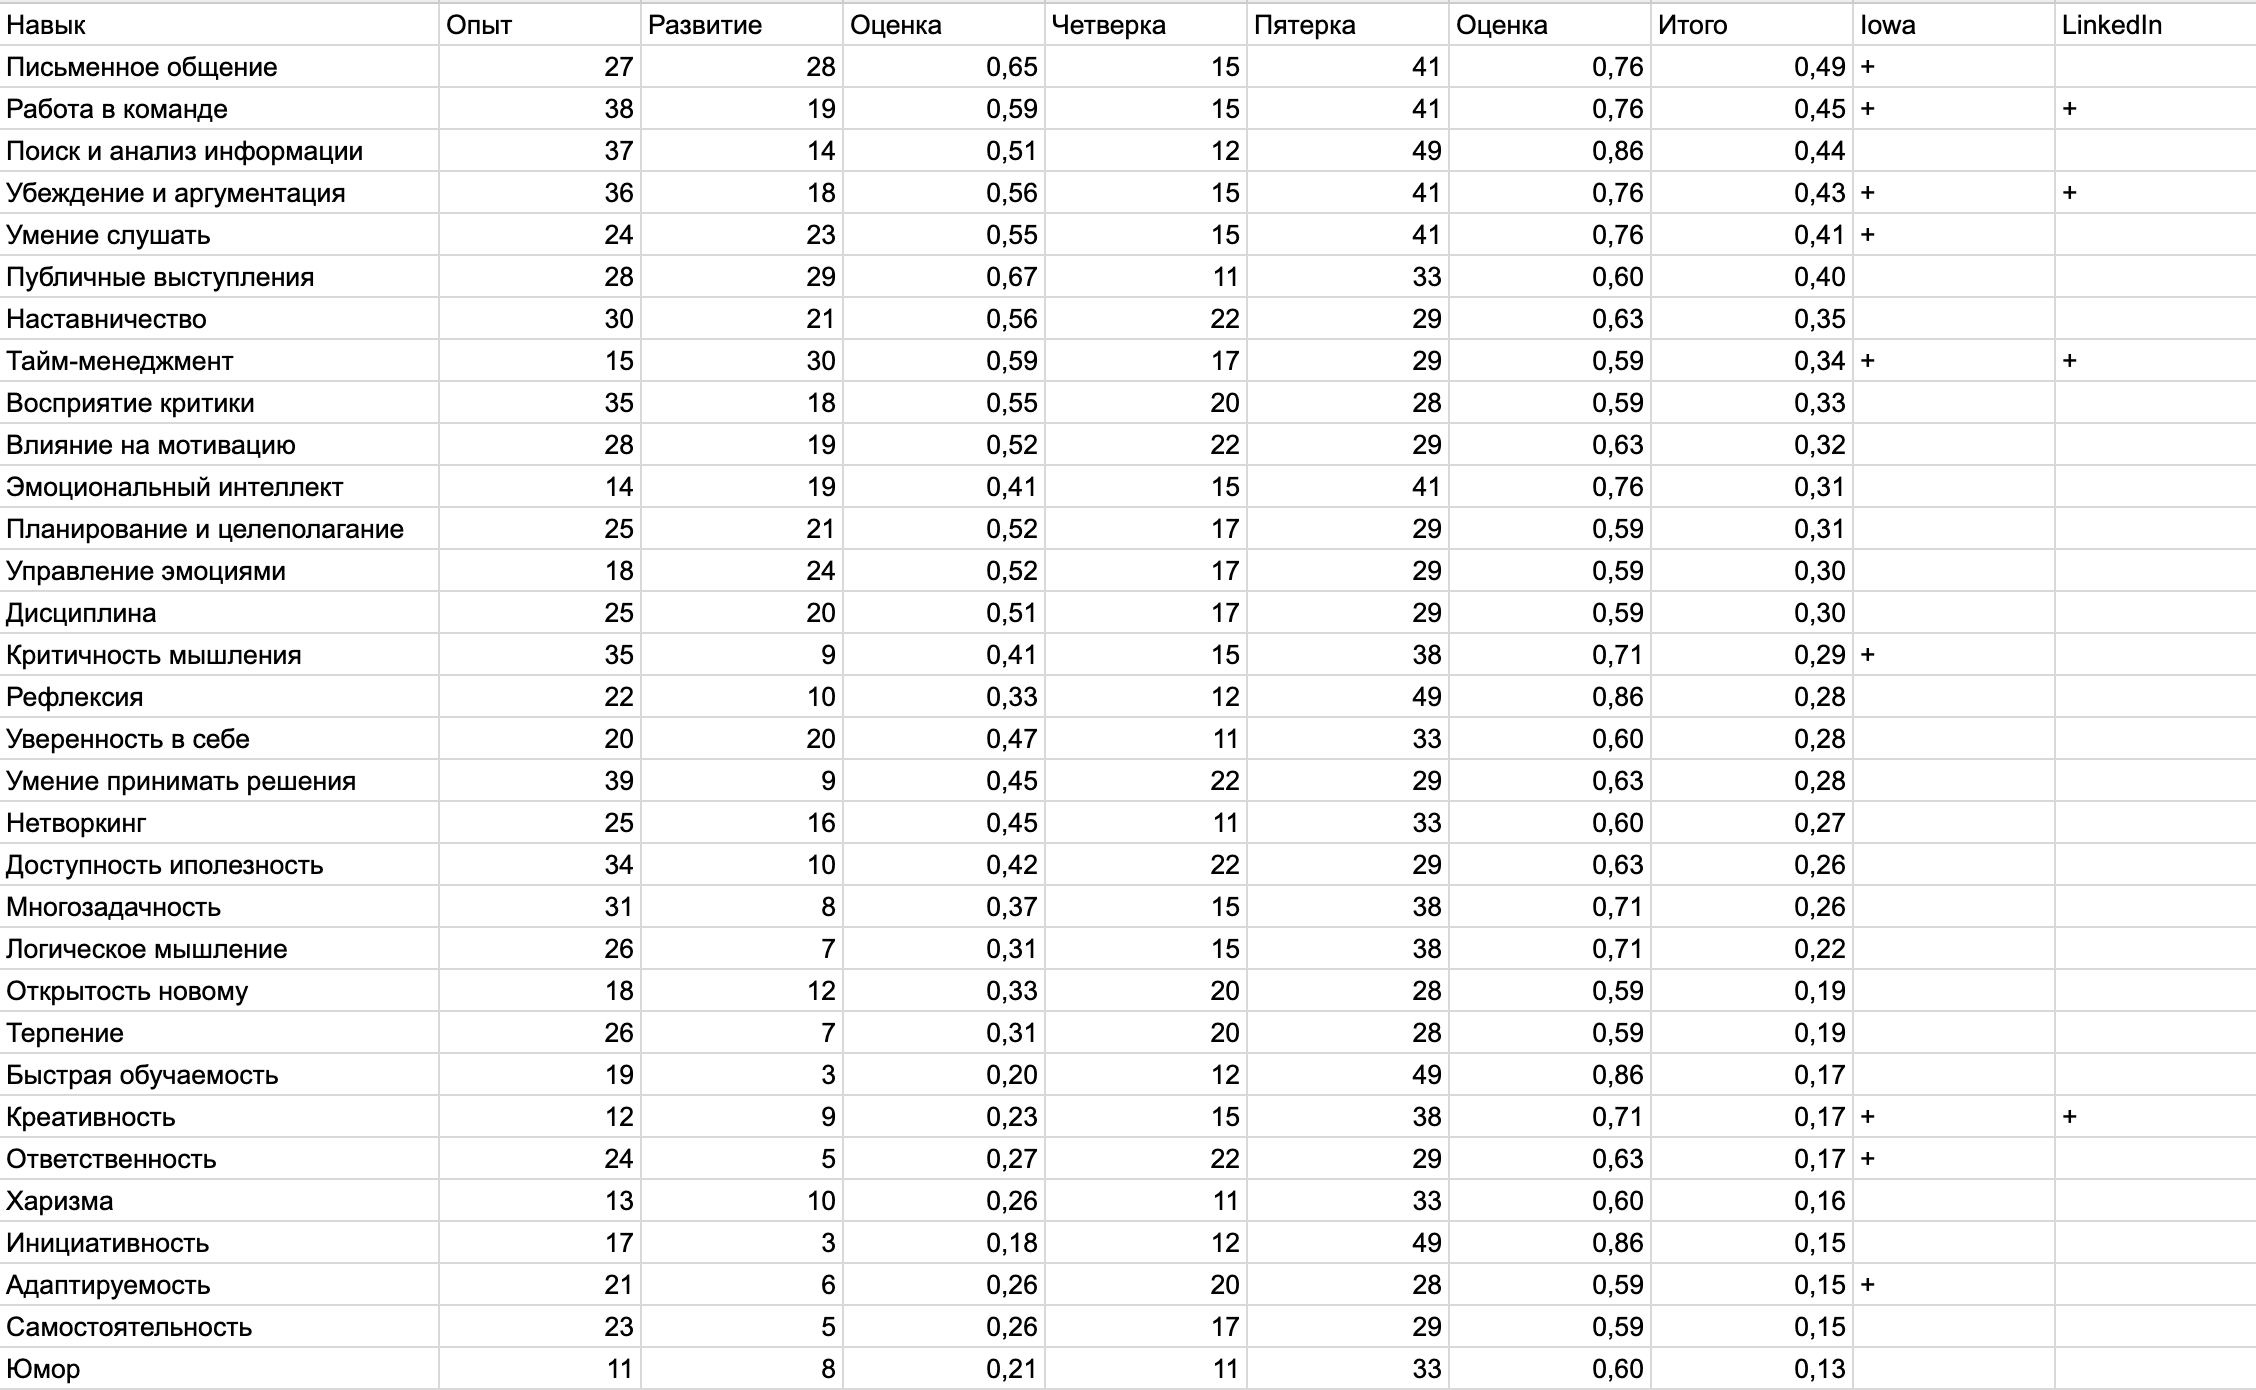 Навык Опыт Развитие Оценка Четверка Пятерка Оценка Итого Iowa LinkedIn
Письменное общение 27 28 0,65 15 41 0,76 0,49 +
Работа в команде 38 19 0,59 15 41 0,76 0,45 + +
Поиск и анализ информации 37 14 0,51 12 49 0,86 0,44
Убеждение и аргументация 36 18 0,56 15 41 0,76 0,43 + +
Умение слушать 24 23 0,55 15 41 0,76 0,41 +
Публичные выступления 28 29 0,67 11 33 0,60 0,40
Наставничество 30 21 0,56 22 29 0,63 0,35
Тайм-менеджмент 15 30 0,59 17 29 0,59 0,34 + +
Восприятие критики 35 18 0,55 20 28 0,59 0,33
Влияние на мотивацию 28 19 0,52 22 29 0,63 0,32
Эмоциональный интеллект 14 19 0,41 15 41 0,76 0,31
Планирование и целеполагание 25 21 0,52 17 29 0,59 0,31
Управление эмоциями 18 24 0,52 17 29 0,59 0,30
Дисциплина 25 20 0,51 17 29 0,59 0,30
Критичность мышления 35 9 0,41 15 38 0,71 0,29 +
Рефлексия 22 10 0,33 12 49 0,86 0,28
Уверенность в себе 20 20 0,47 11 33 0,60 0,28
Умение принимать решения 39 9 0,45 22 29 0,63 0,28
Нетворкинг 25 16 0,45 11 33 0,60 0,27
Доступность иполезность 34 10 0,42 22 29 0,63 0,26
Многозадачность 31 8 0,37 15 38 0,71 0,26
Логическое мышление 26 7 0,31 15 38 0,71 0,22
Открытость новому 18 12 0,33 20 28 0,59 0,19
Терпение 26 7 0,31 20 28 0,59 0,19
Быстрая обучаемость 19 3 0,20 12 49 0,86 0,17
Креативность 12 9 0,23 15 38 0,71 0,17 + +
Ответственность 24 5 0,27 22 29 0,63 0,17 +
Харизма 13 10 0,26 11 33 0,60 0,16
Инициативность 17 3 0,18 12 49 0,86 0,15
Адаптируемость 21 6 0,26 20 28 0,59 0,15 +
Самостоятельность 23 5 0,26 17 29 0,59 0,15
Юмор 11 8 0,21 11 33 0,60 0,13